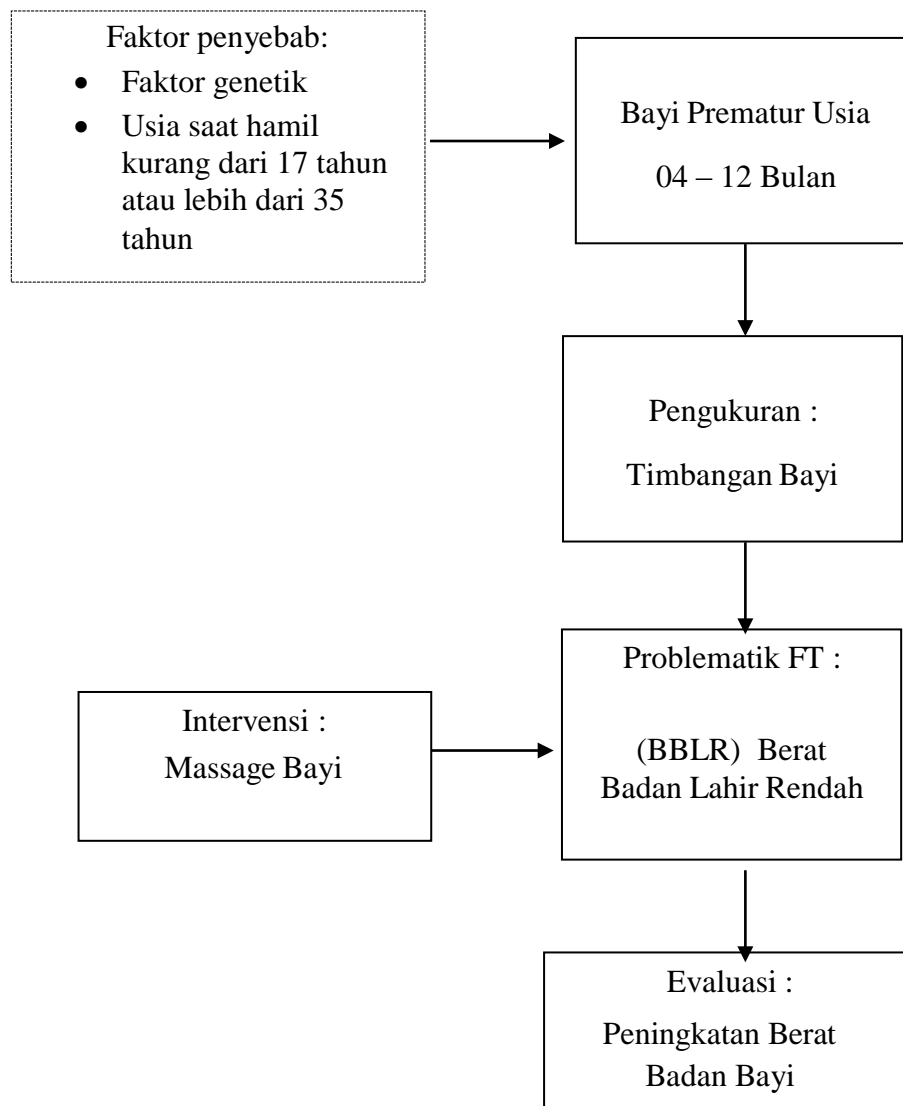 Faktor penyebab:
• Faktor genetik
• Usia saat hamil
kurang dari 17 tahun
atau lebih dari 35
tahun
Bayi Prematur Usia
04 – 12 Bulan
Pengukuran :
Timbangan Bayi
Problematik FT :
(BBLR) Berat
Badan Lahir Rendah
Intervensi :
Massage Bayi
Evaluasi :
Peningkatan Berat
Badan Bayi